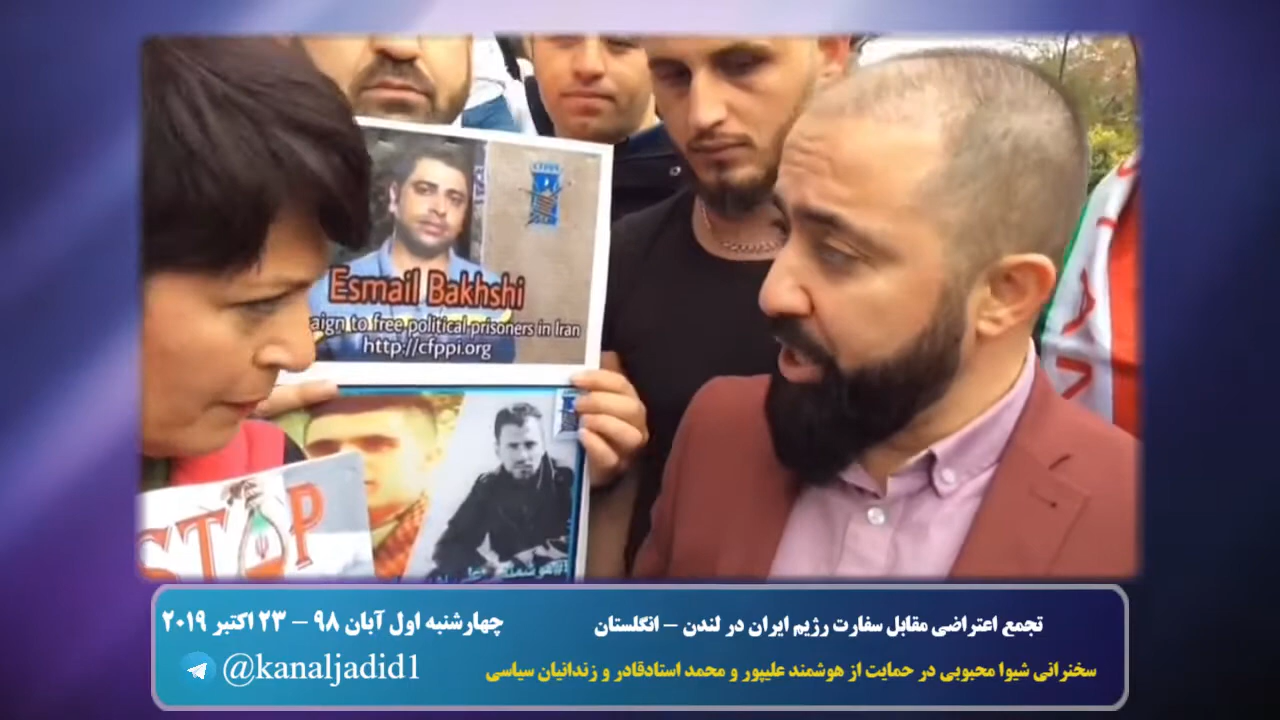 CFPPI
Esmail Bakhshi
aign to free political prisoners in Iran
http://cfppi.org
STOP
تجمع اعتراضی مقابل سفارت رژیم ایران در لندن – انگلستان
چهارشنبه اول آبان ۹۸ – ۲۳ اکتبر ۲۰۱۹
سخنرانی شیوا محبوبی در حمایت از هوشمند علیپور و محمد استادقادر و زندانیان سیاسی
@kanaljadid1